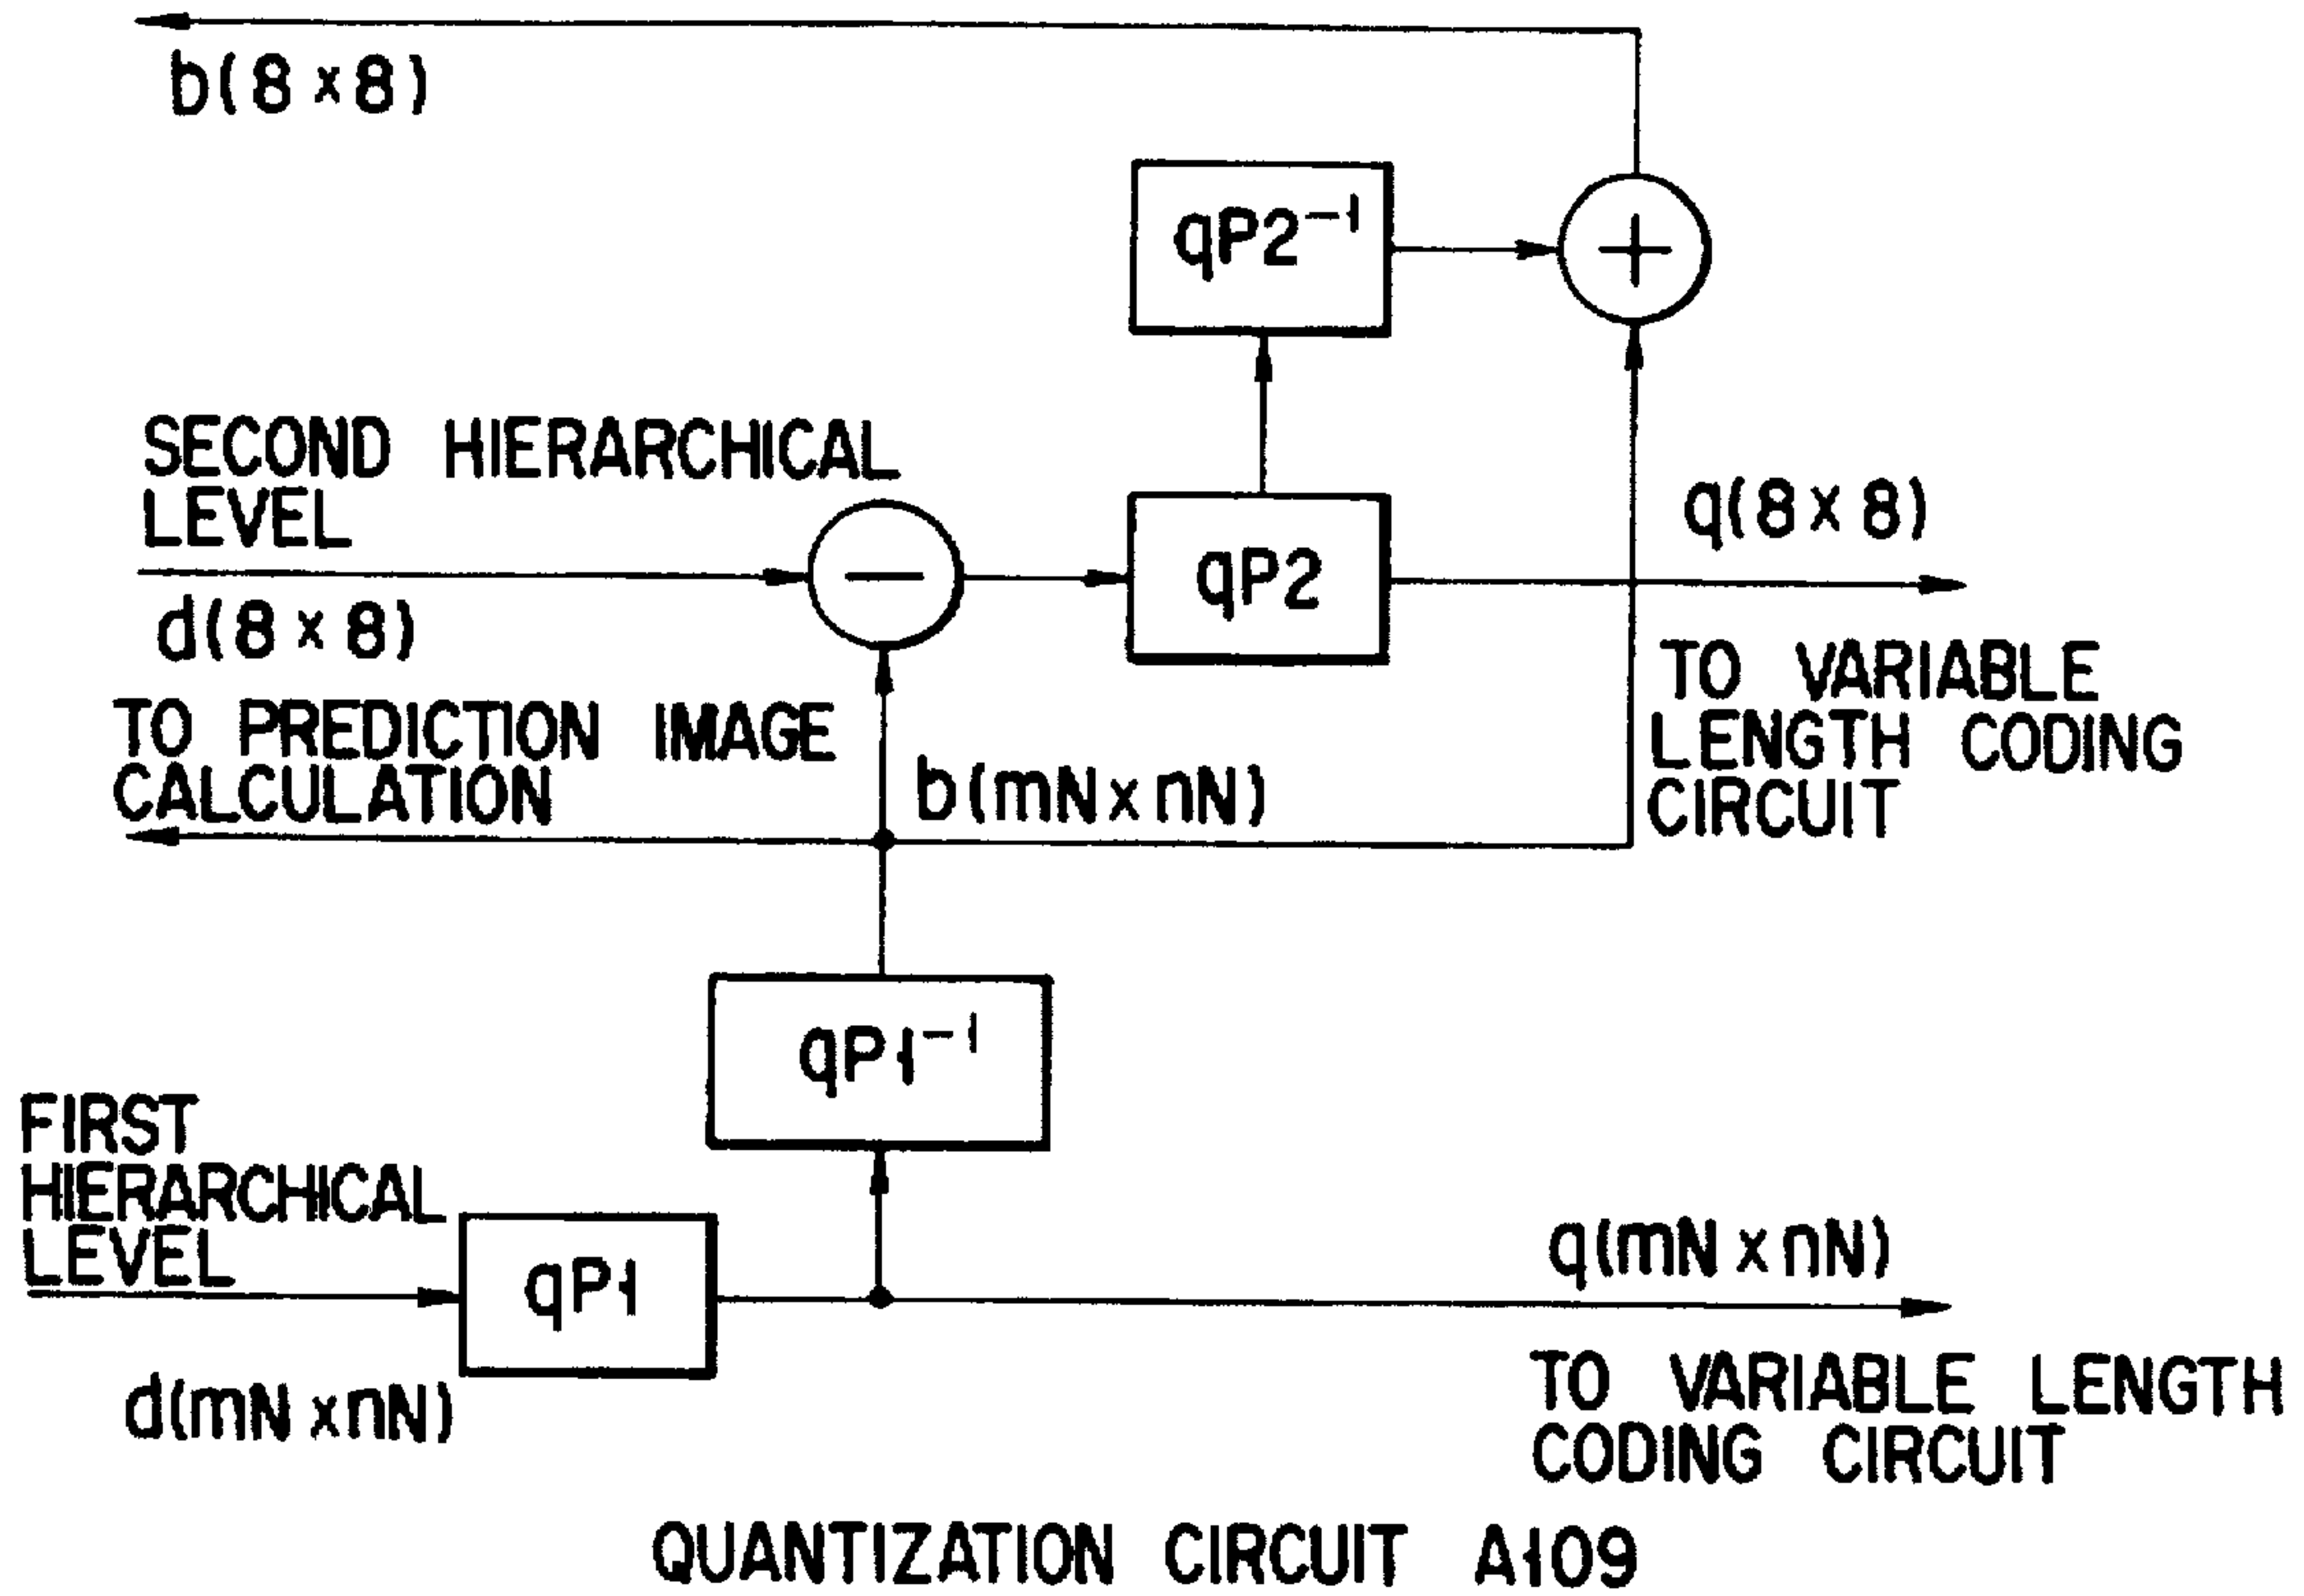 b(8×8)
qP2⁻¹
+
SECOND HIERARCHICAL
LEVEL
q(8×8)
−
qP2
d(8×8)
TO VARIABLE
LENGTH CODING
CIRCUIT
TO PREDICTION IMAGE
CALCULATION
b(mN×nN)
qP1⁻¹
FIRST
HIERARCHICAL
LEVEL
qP1
q(mN×nN)
d(mN×nN)
TO VARIABLE LENGTH
CODING CIRCUIT
QUANTIZATION CIRCUIT A109